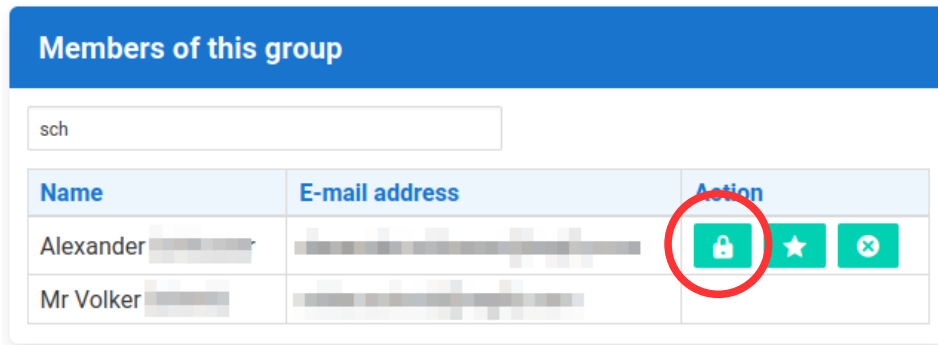 Members of this group
sch
Name E-mail address Action
Alexander
Mr Volker